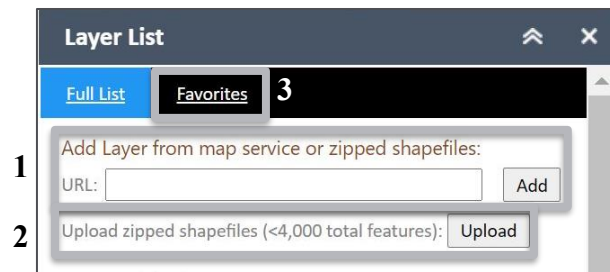 Layer List
Full List Favorites 3
Add Layer from map service or zipped shapefiles:
1
URL: Add
2 Upload zipped shapefiles (<4,000 total features): Upload